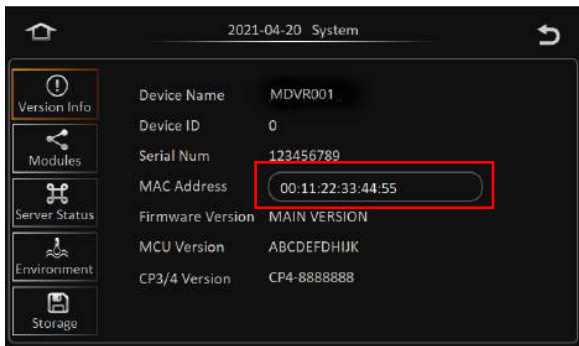 2021-04-20 System
Version Info
Modules
Server Status
Environment
Storage
Device Name MDVR001
Device ID 0
Serial Num 123456789
MAC Address 00:11:22:33:44:55
Firmware Version MAIN VERSION
MCU Version ABCDEFDHIJK
CP3/4 Version CP4-8888888